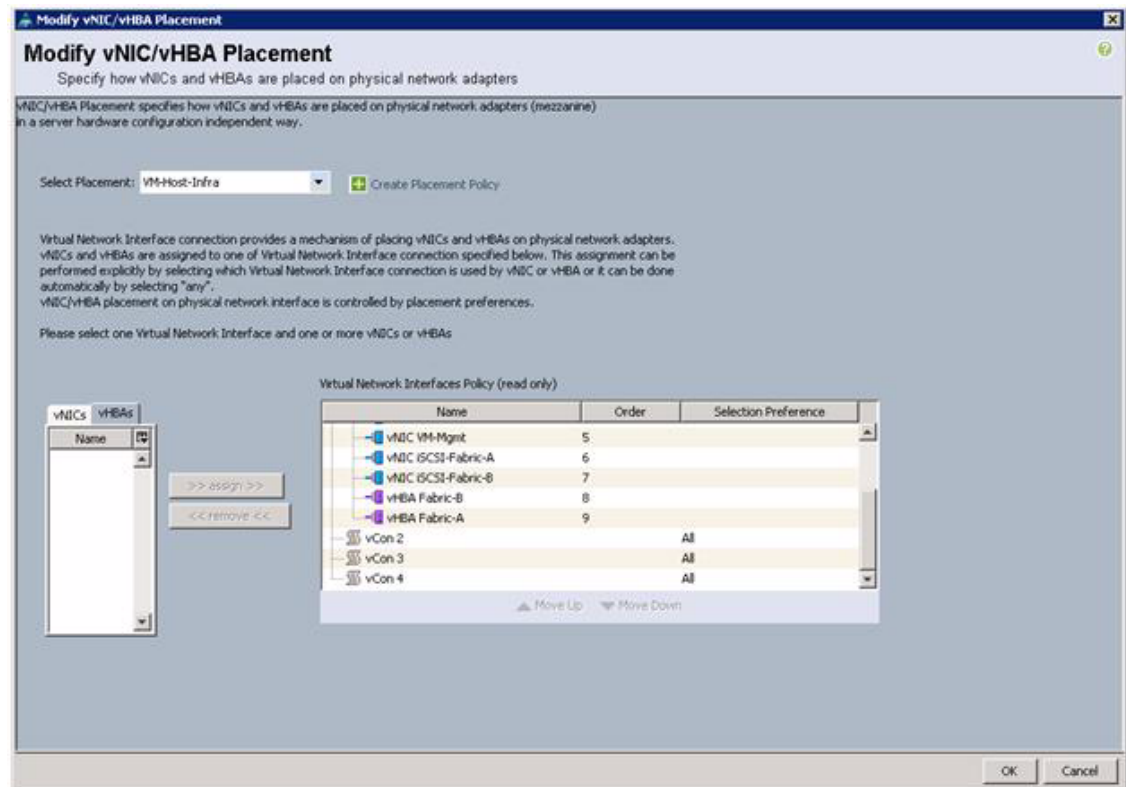 Modify vNIC/vHBA Placement
Modify vNIC/vHBA Placement
Specify how vNICs and vHBAs are placed on physical network adapters
vNIC/vHBA Placement specifies how vNICs and vHBAs are placed on physical network adapters (mezzanine)
in a server hardware configuration independent way.
Select Placement: VM-Host-Infra Create Placement Policy
Virtual Network Interface connection provides a mechanism of placing vNICs and vHBAs on physical network adapters.
vNICs and vHBAs are assigned to one of Virtual Network Interface connection specified below. This assignment can be
performed explicitly by selecting which Virtual Network Interface connection is used by vNIC or vHBA or it can be done
automatically by selecting "any".
vNIC/vHBA placement on physical network interface is controlled by placement preferences.
Please select one Virtual Network Interface and one or more vNICs or vHBAs
Virtual Network Interfaces Policy (read only)
vNICs vHBAs
Name
>> assign >>
<< remove <<
Name Order Selection Preference
vNIC VM-Mgmt 5
vNIC iSCSI-Fabric-A 6
vNIC iSCSI-Fabric-B 7
vHBA Fabric-B 8
vHBA Fabric-A 9
vCon 2 All
vCon 3 All
vCon 4 All
Move Up Move Down
OK Cancel